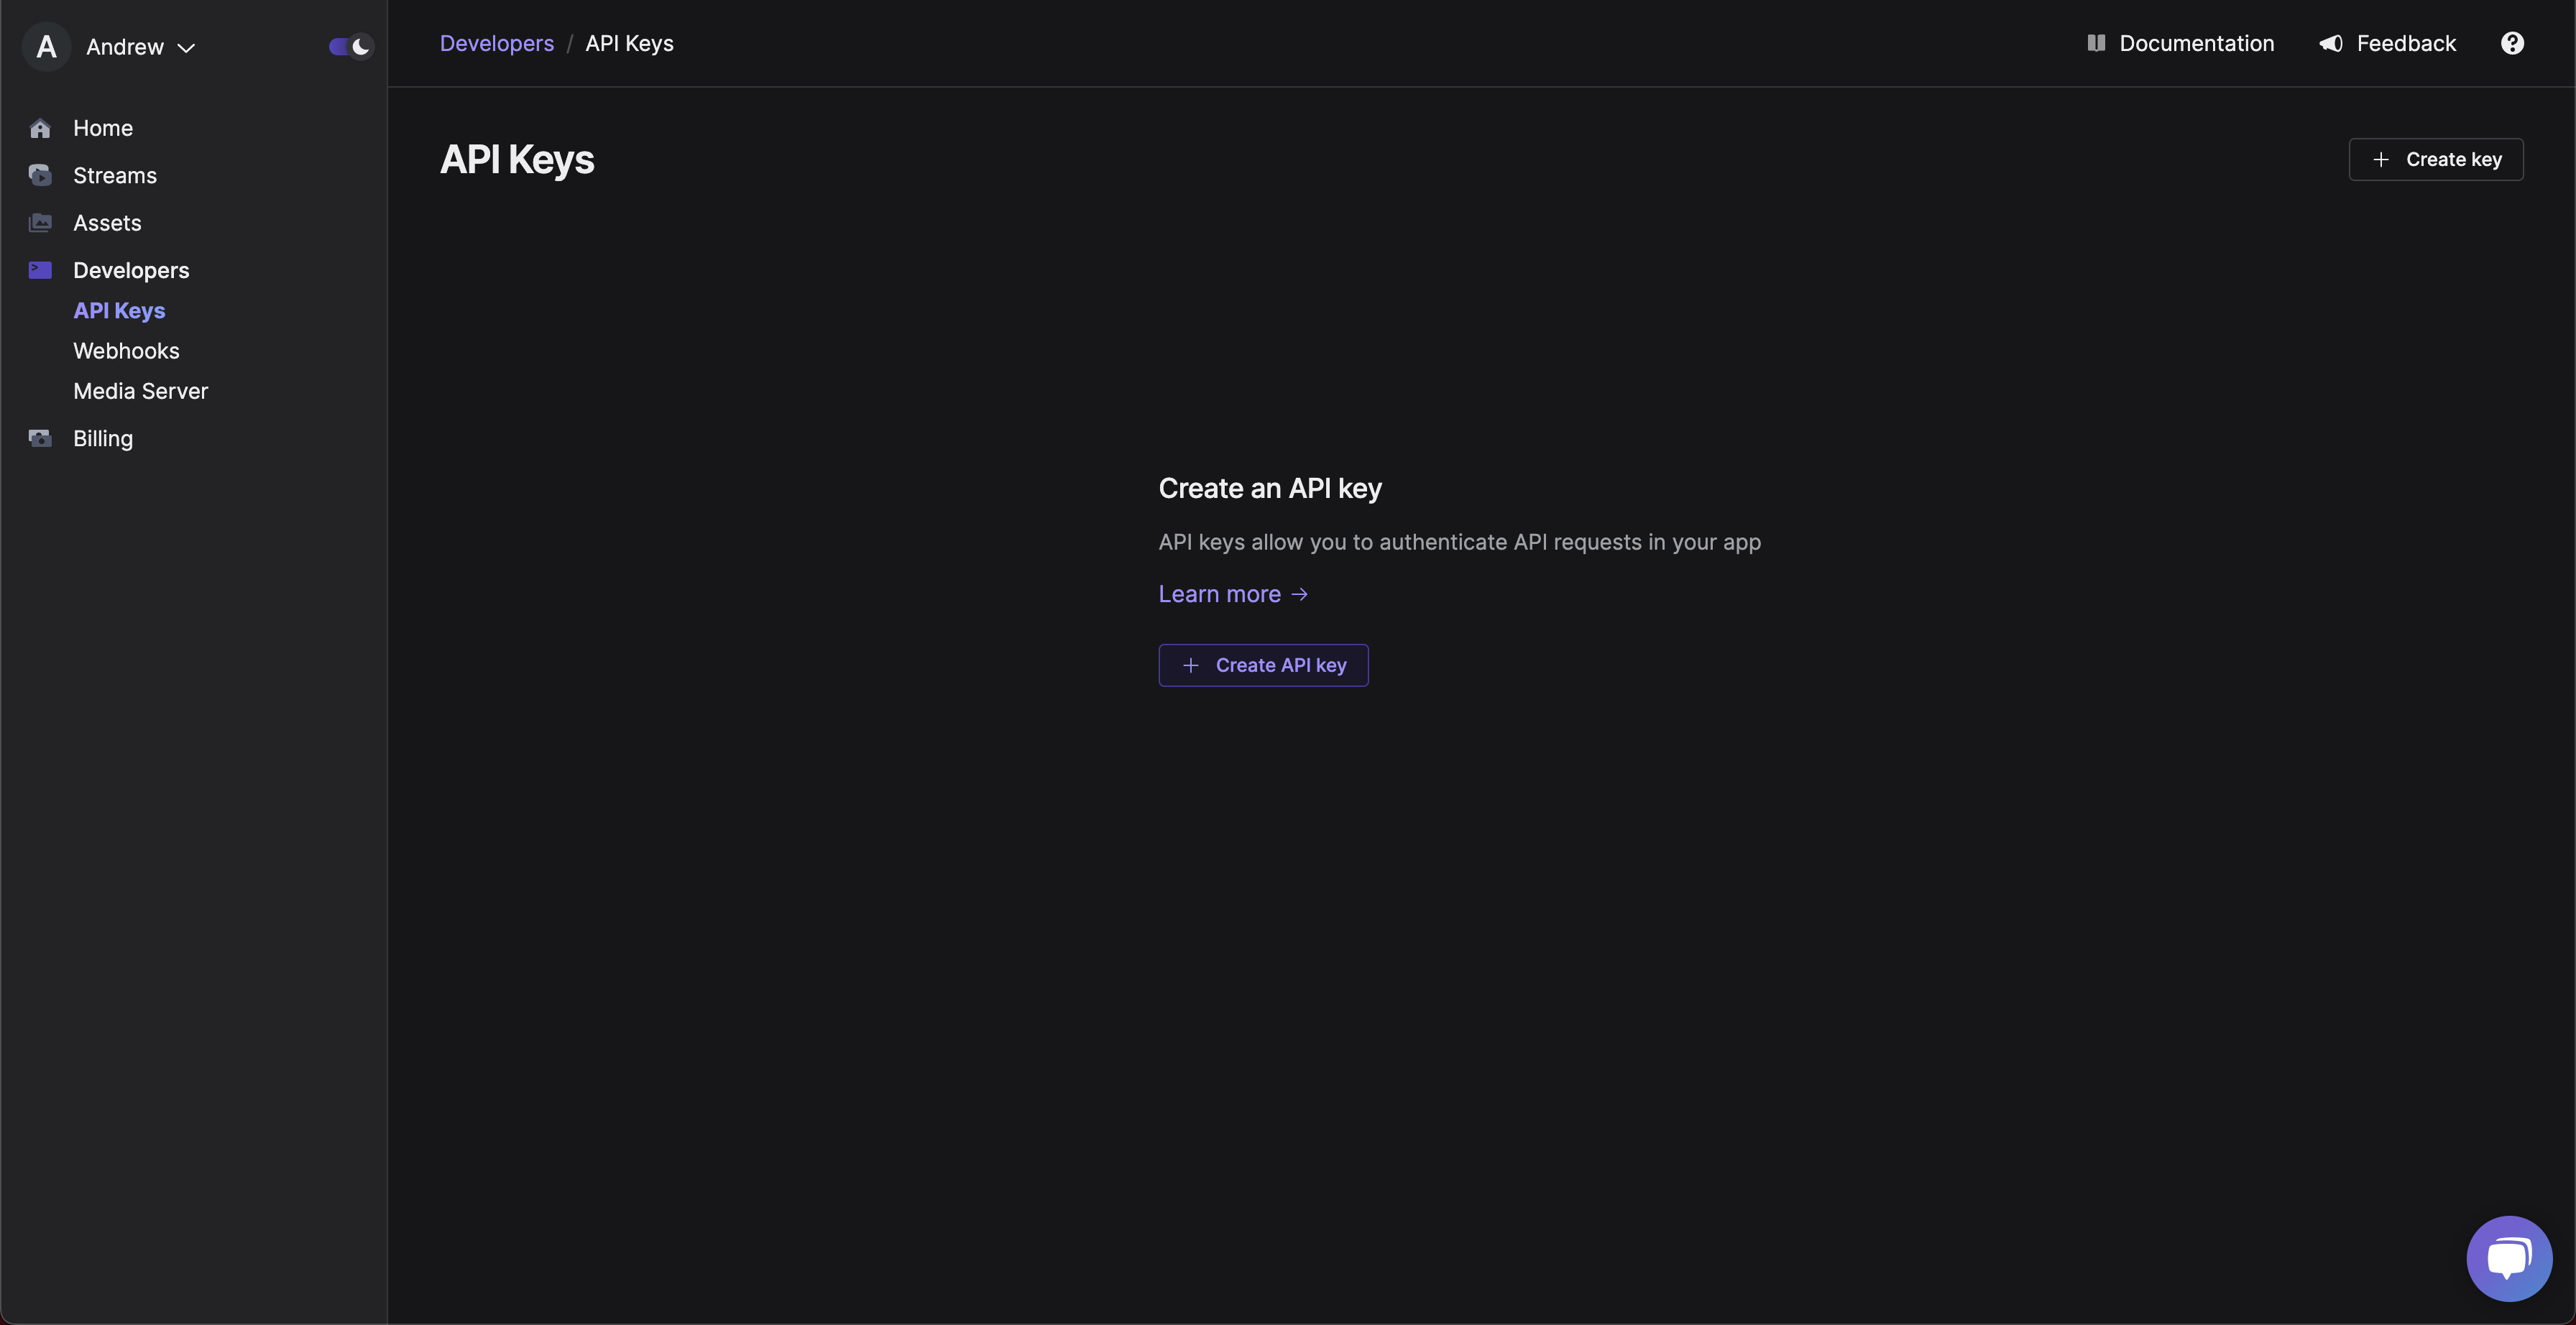 A Andrew
Home
Streams
Assets
Developers
API Keys
Webhooks
Media Server
Billing
Developers / API Keys
Documentation
Feedback
?
API Keys
+ Create key
Create an API key
API keys allow you to authenticate API requests in your app
Learn more →
+ Create API key